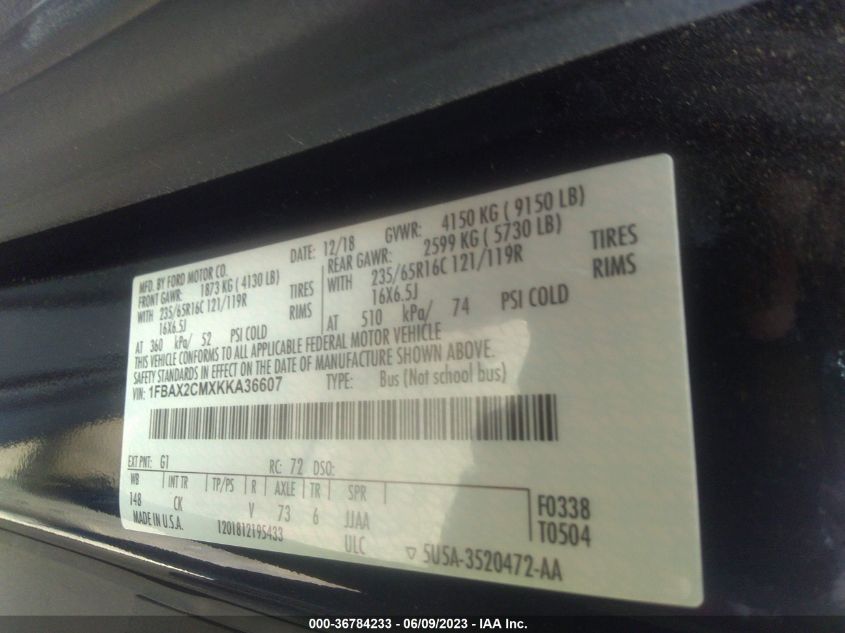 MFD. BY FORD MOTOR CO.
DATE: 12/18 GVWR: 4150 KG ( 9150 LB)
FRONT GAWR: 1873 KG ( 4130 LB)
REAR GAWR: 2599 KG ( 5730 LB)
WITH 235/65R16C 121/119R TIRES
WITH 235/65R16C 121/119R TIRES
16X6.5J RIMS
16X6.5J RIMS
AT 360 kPa/ 52 PSI COLD
AT 510 kPa/ 74 PSI COLD
THIS VEHICLE CONFORMS TO ALL APPLICABLE FEDERAL MOTOR VEHICLE
SAFETY STANDARDS IN EFFECT ON THE DATE OF MANUFACTURE SHOWN ABOVE.
VIN: 1FBAX2CMXKKA36607 TYPE: Bus (Not school bus)
EXT PNT: G1 RC: 72 DSO:
WB INT TR TP/PS R AXLE TR SPR
148 CK V 73 6 JJAA F0338
MADE IN U.S.A. 1201812195433 ULC T0504
5U5A-3520472-AA
000-36784233 - 06/09/2023 - IAA Inc.